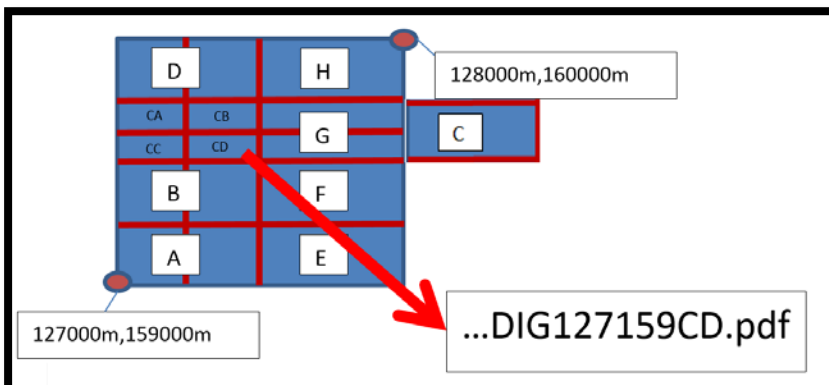 D
H
128000m,160000m
CA
CB
G
C
CC
CD
B
F
A
E
127000m,159000m
...DIG127159CD.pdf